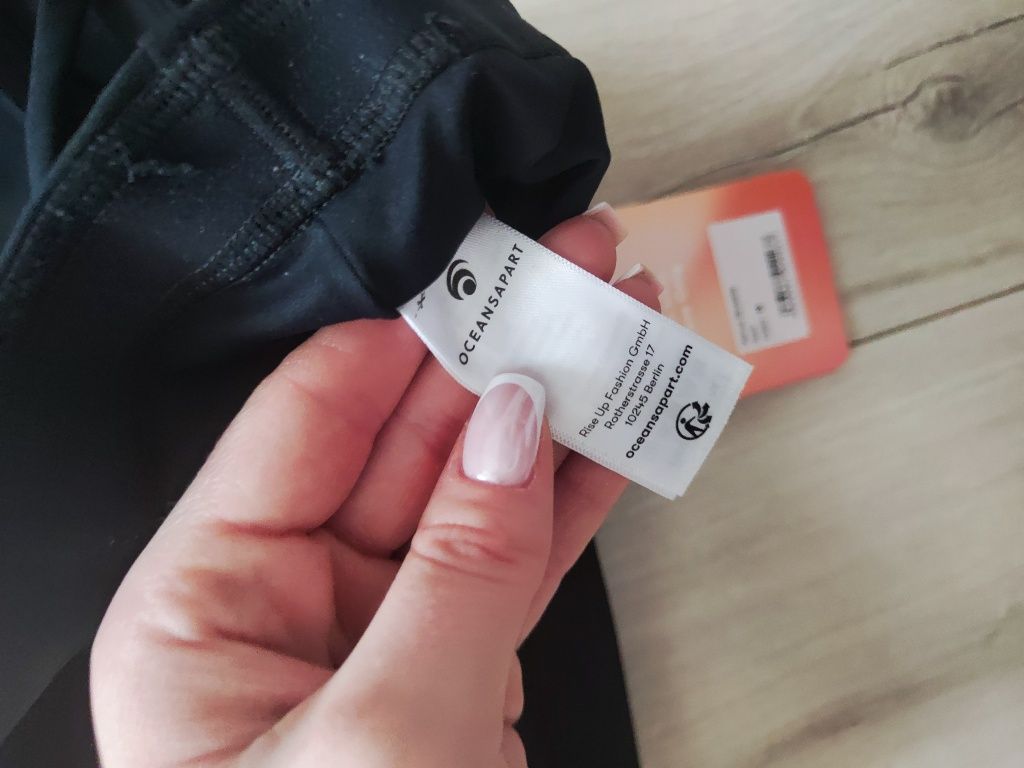 OCEANSAPART
Rise Up Fashion GmbH
Rotherstrasse 17
10245 Berlin
oceansapart.com